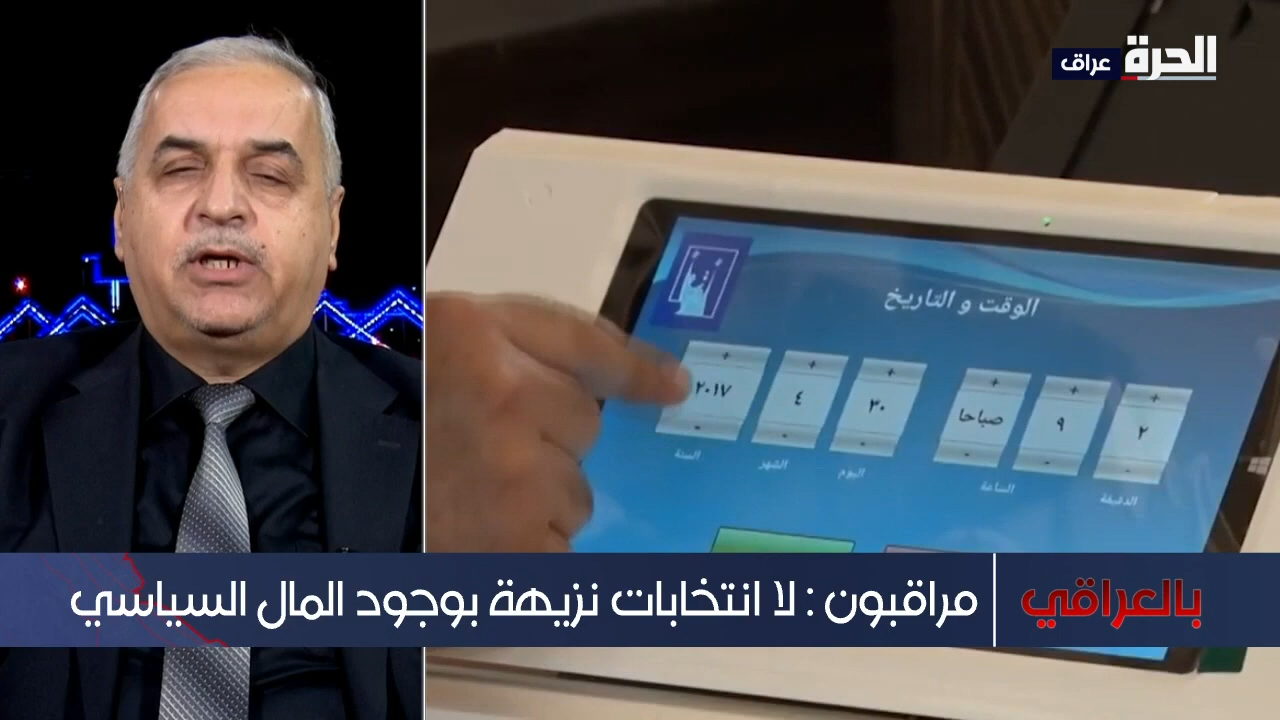 الحرة
عراق
الوقت و التاريخ
+ + + + + +
٢ ٩ صباحا ٣٠ ٤ ٢٠١٧
- - - - - -
الدقيقة الساعة اليوم الشهر السنة
بالعراقي
مراقبون : لا انتخابات نزيهة بوجود المال السياسي